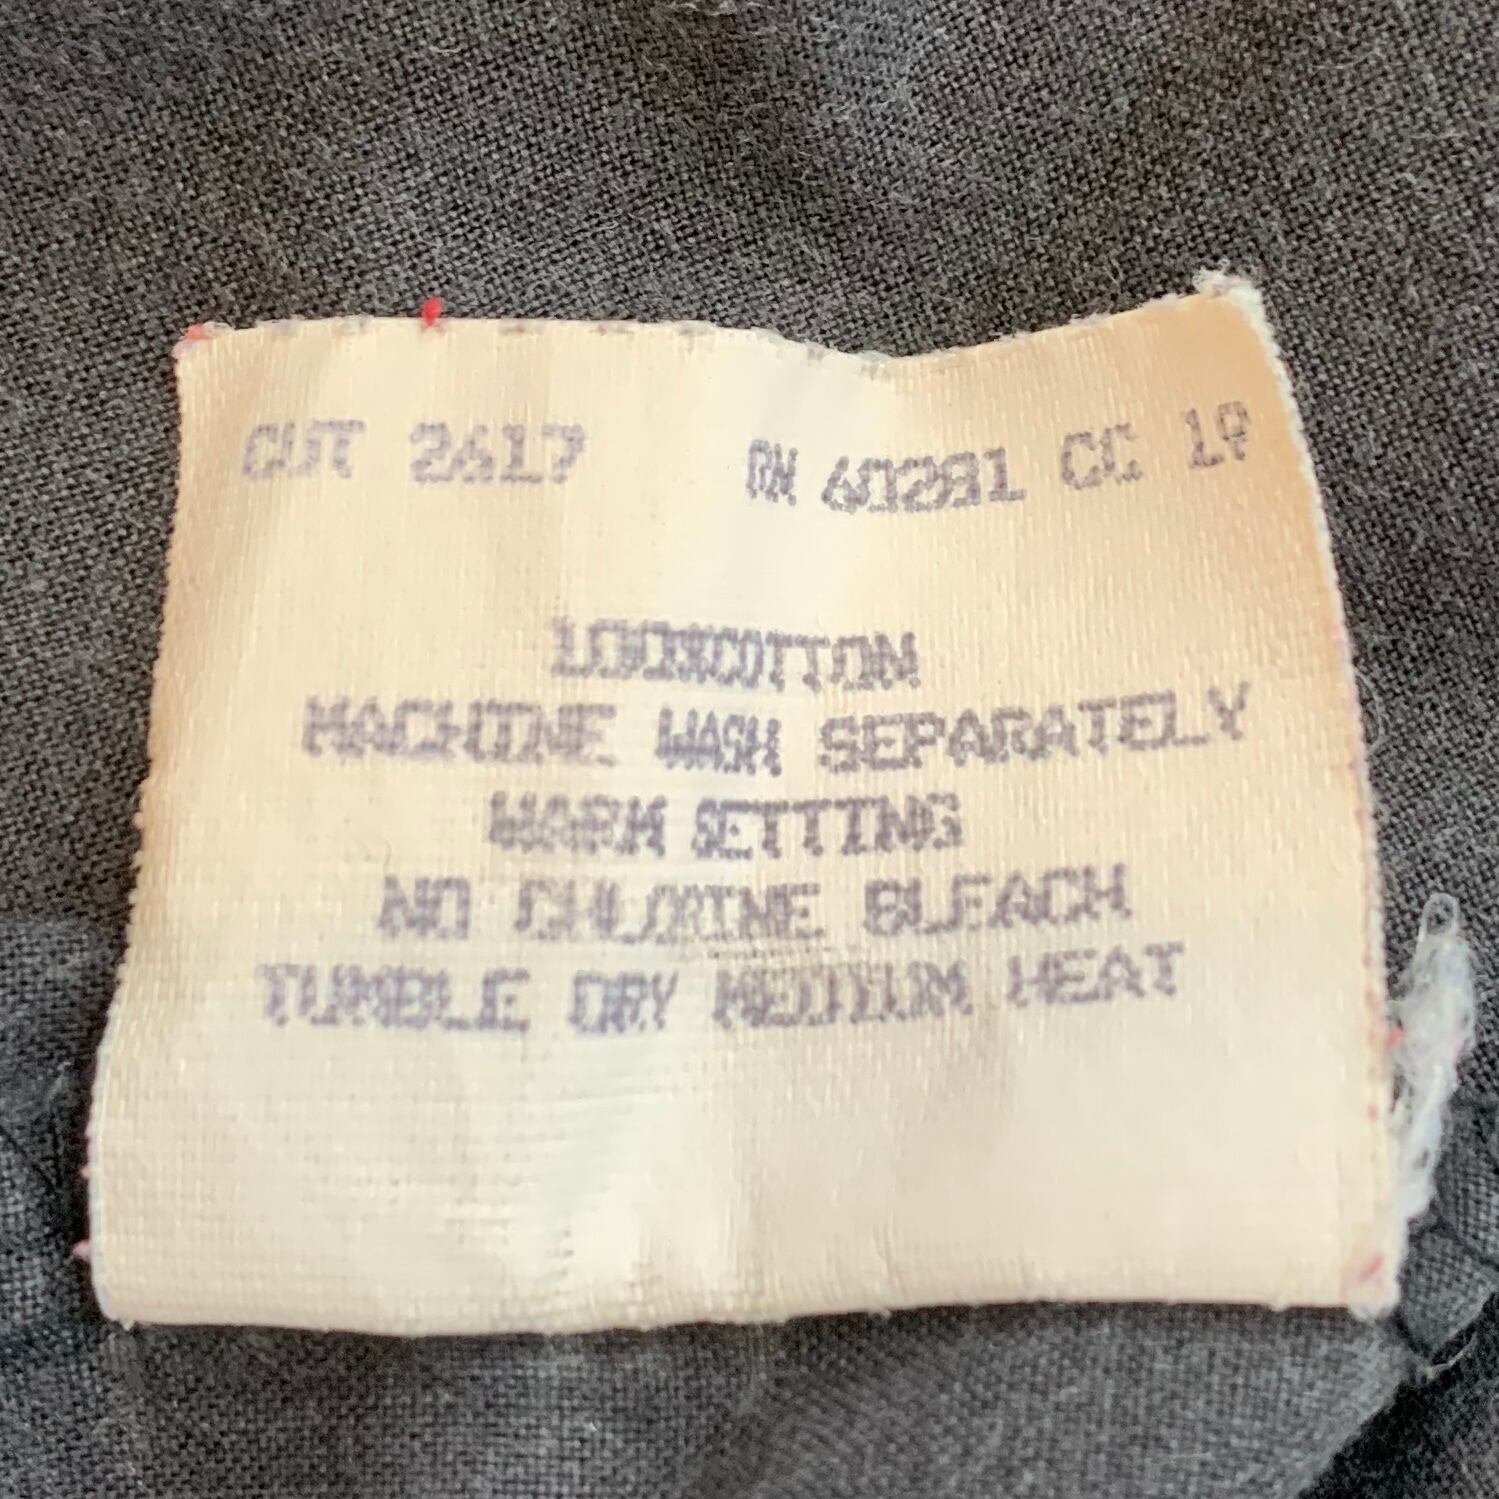 CUT 2617 RN 60281 CC 19
100%COTTON
MACHINE WASH SEPARATELY
WARM SETTING
NO CHLORINE BLEACH
TUMBLE DRY MEDIUM HEAT